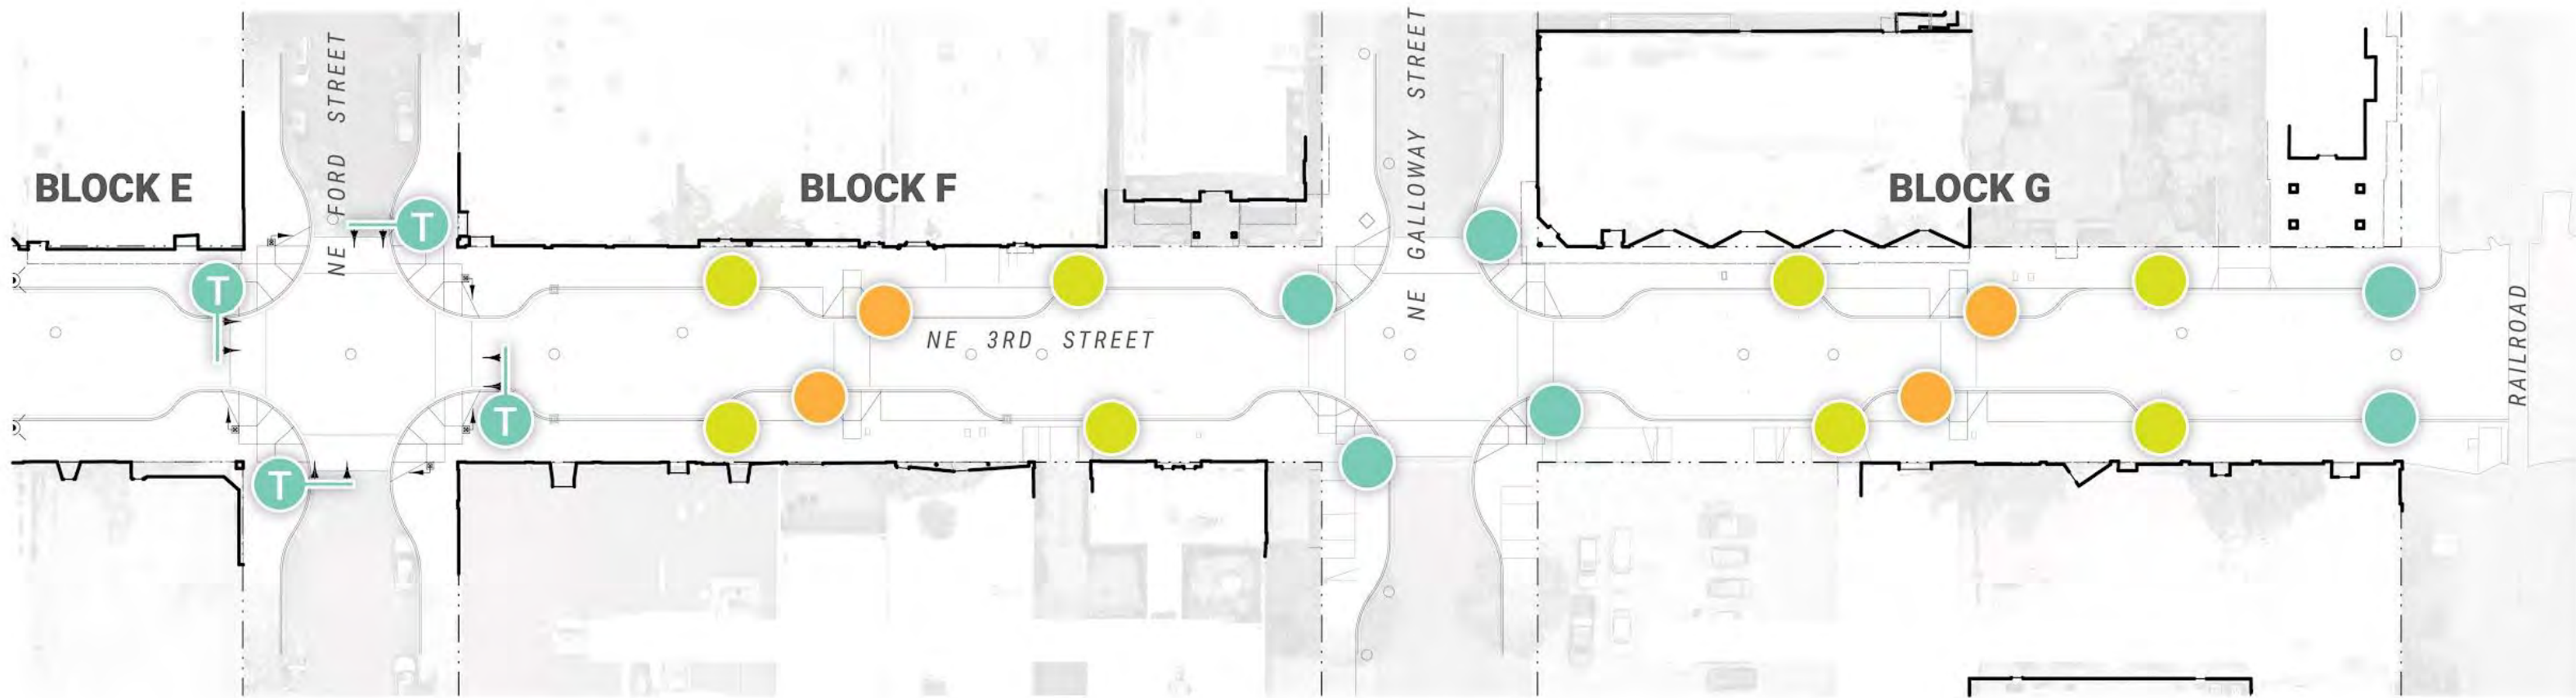 BLOCK E
NE FORD STREET
BLOCK F
NE GALLOWAY STREET
BLOCK G
T
T
NE 3RD STREET
RAILROAD
T
T